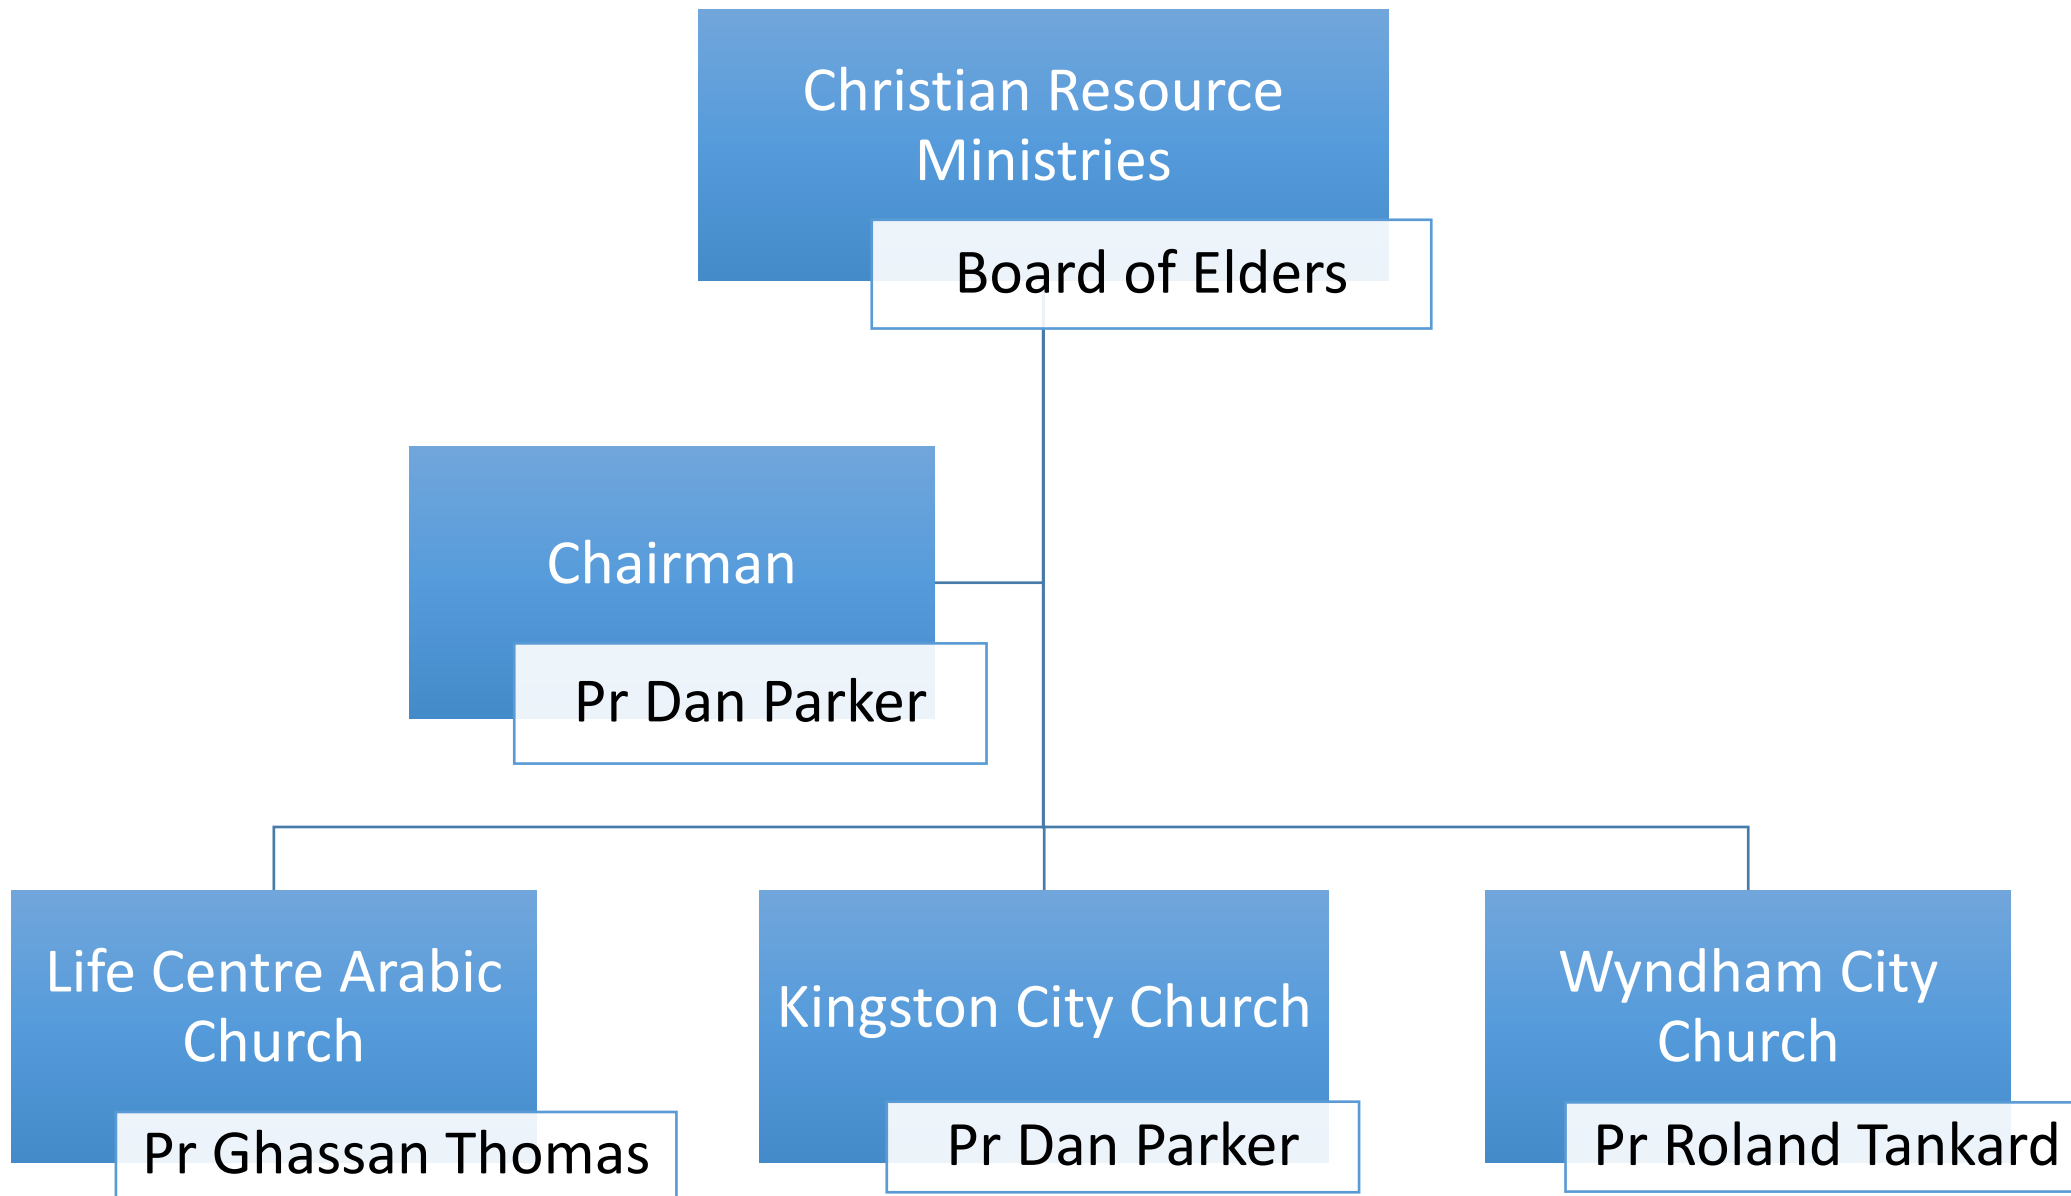 Christian Resource
Ministries
Board of Elders
Chairman
Pr Dan Parker
Life Centre Arabic
Church
Pr Ghassan Thomas
Kingston City Church
Pr Dan Parker
Wyndham City
Church
Pr Roland Tankard